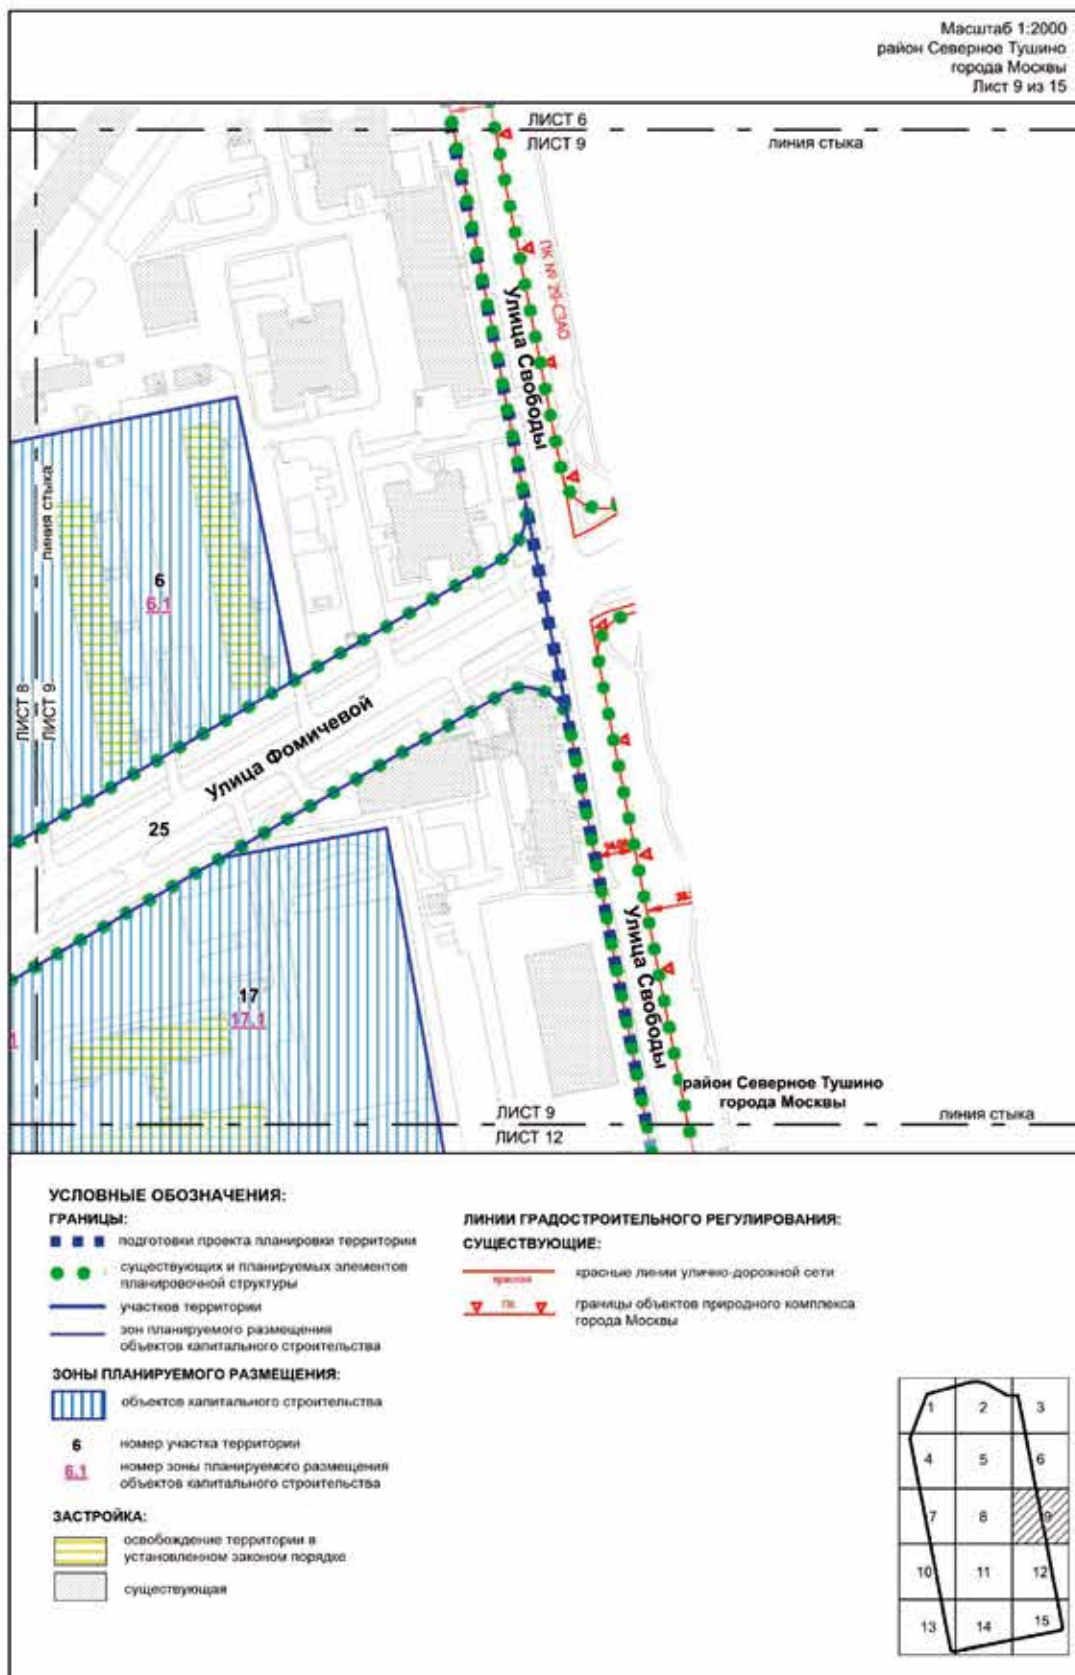 Масштаб 1:2000
район Северное Тушино
города Москвы
Лист 9 из 15
ЛИСТ 6
ЛИСТ 9
линия стыка
ПК № 29-СЗАО
Улица Свободы
линия стыка
6
6.1
ЛИСТ 8
ЛИСТ 9
Улица Фомичевой
25
17
17.1
1
Улица Свободы
район Северное Тушино
города Москвы
ЛИСТ 9
ЛИСТ 12
линия стыка
УСЛОВНЫЕ ОБОЗНАЧЕНИЯ:
ГРАНИЦЫ:
подготовки проекта планировки территории
существующих и планируемых элементов
планировочной структуры
участков территории
зон планируемого размещения
объектов капитального строительства
ЗОНЫ ПЛАНИРУЕМОГО РАЗМЕЩЕНИЯ:
объектов капитального строительства
6
номер участка территории
6.1
номер зоны планируемого размещения
объектов капитального строительства
ЗАСТРОЙКА:
освобождение территории в
установленном законом порядке
существующая
ЛИНИИ ГРАДОСТРОИТЕЛЬНОГО РЕГУЛИРОВАНИЯ:
СУЩЕСТВУЮЩИЕ:
красные линии улично-дорожной сети
ПК
границы объектов природного комплекса
города Москвы
1 2 3
4 5 6
7 8 9
10 11 12
13 14 15